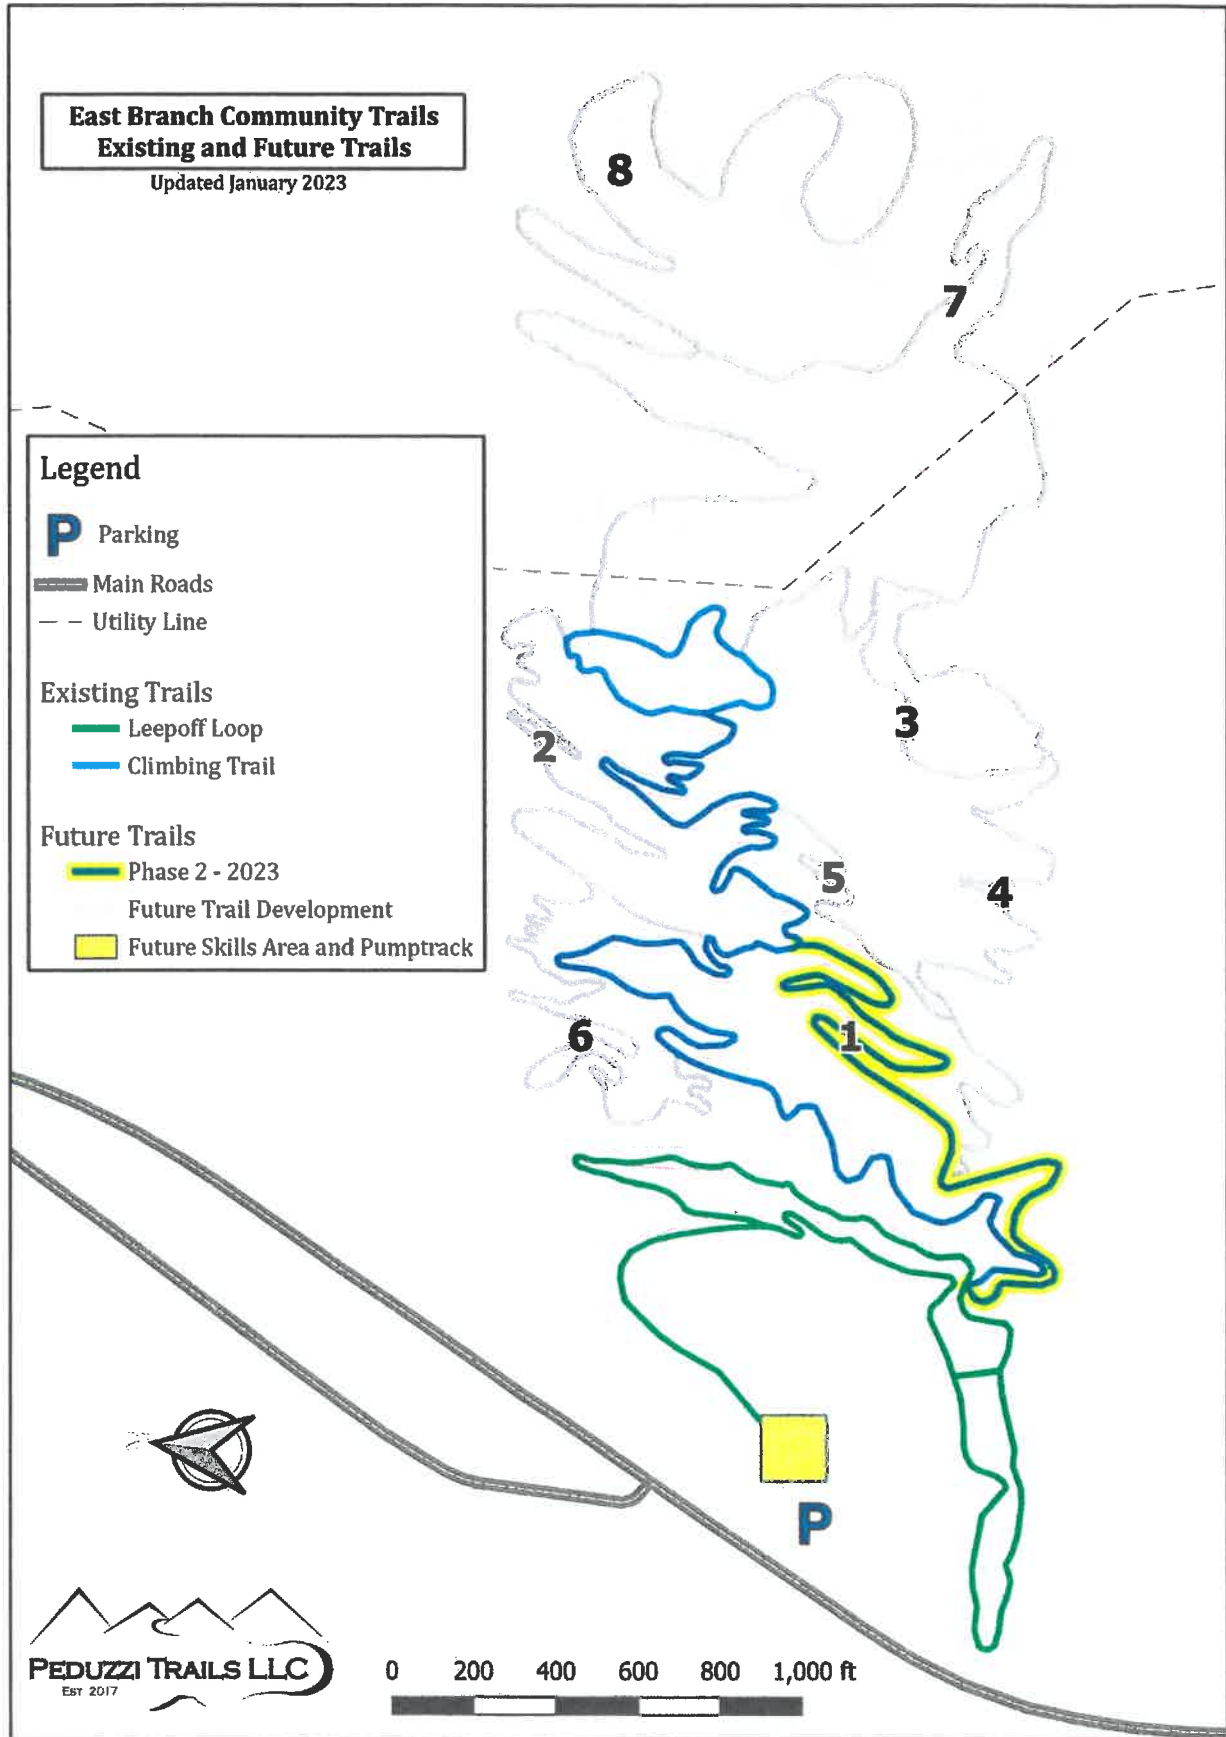 East Branch Community Trails
Existing and Future Trails
Updated January 2023
8
7
Legend
P Parking
Main Roads
Utility Line
Existing Trails
Leepoff Loop
Climbing Trail
Future Trails
Phase 2 - 2023
Future Trail Development
Future Skills Area and Pumptrack
3
2
5
4
1
6
P
PEDUZZI TRAILS LLC
EST 2017
0 200 400 600 800 1,000 ft